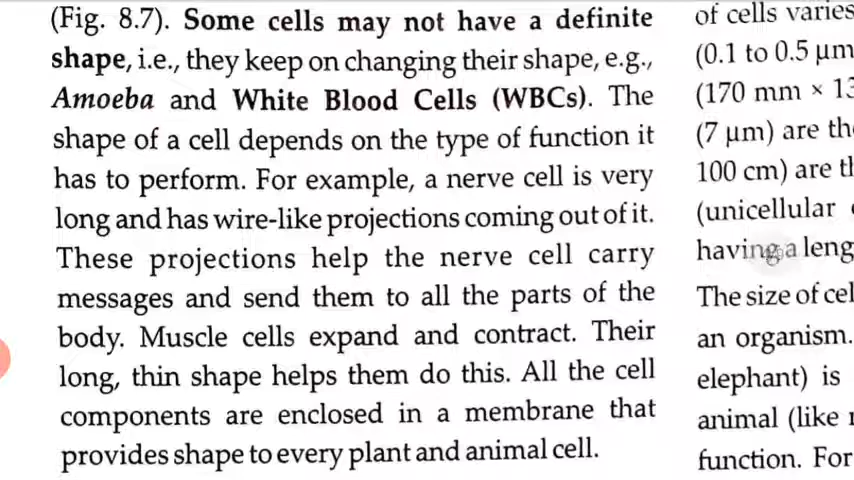 (Fig. 8.7). Some cells may not have a definite
shape, i.e., they keep on changing their shape, e.g.,
Amoeba and White Blood Cells (WBCs). The
shape of a cell depends on the type of function it
has to perform. For example, a nerve cell is very
long and has wire-like projections coming out of it.
These projections help the nerve cell carry
messages and send them to all the parts of the
body. Muscle cells expand and contract. Their
long, thin shape helps them do this. All the cell
components are enclosed in a membrane that
provides shape to every plant and animal cell.
of cells varies
(0.1 to 0.5 μm
(170 mm ×
(7 μm) are
100 cm) are
(unicellular
having a
The size of
an organism.
elephant) is
animal (like
function. For